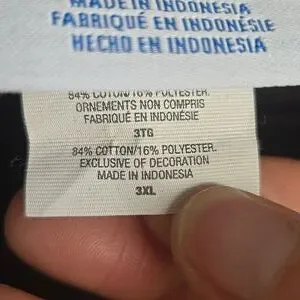 MADE IN INDONESIA
FABRIQUÉ EN INDONÉSIE
HECHO EN INDONESIA
84% COTON/16% POLYESTER.
ORNEMENTS NON COMPRIS
FABRIQUÉ EN INDONÉSIE
3TG
84% COTTON/16% POLYESTER.
EXCLUSIVE OF DECORATION
MADE IN INDONESIA
3XL